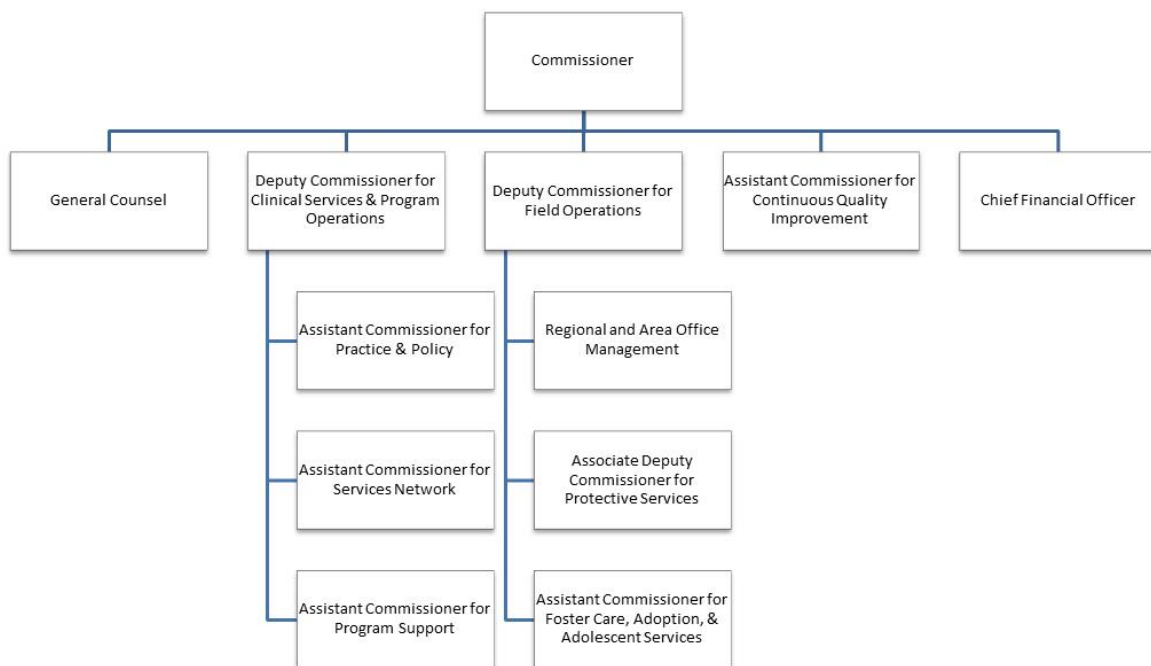 Commissioner
General Counsel
Deputy Commissioner for
Clinical Services & Program
Operations
Deputy Commissioner for
Field Operations
Assistant Commissioner for
Continuous Quality
Improvement
Chief Financial Officer
Assistant Commissioner for
Practice & Policy
Regional and Area Office
Management
Assistant Commissioner for
Services Network
Associate Deputy
Commissioner for
Protective Services
Assistant Commissioner for
Program Support
Assistant Commissioner for
Foster Care, Adoption, &
Adolescent Services